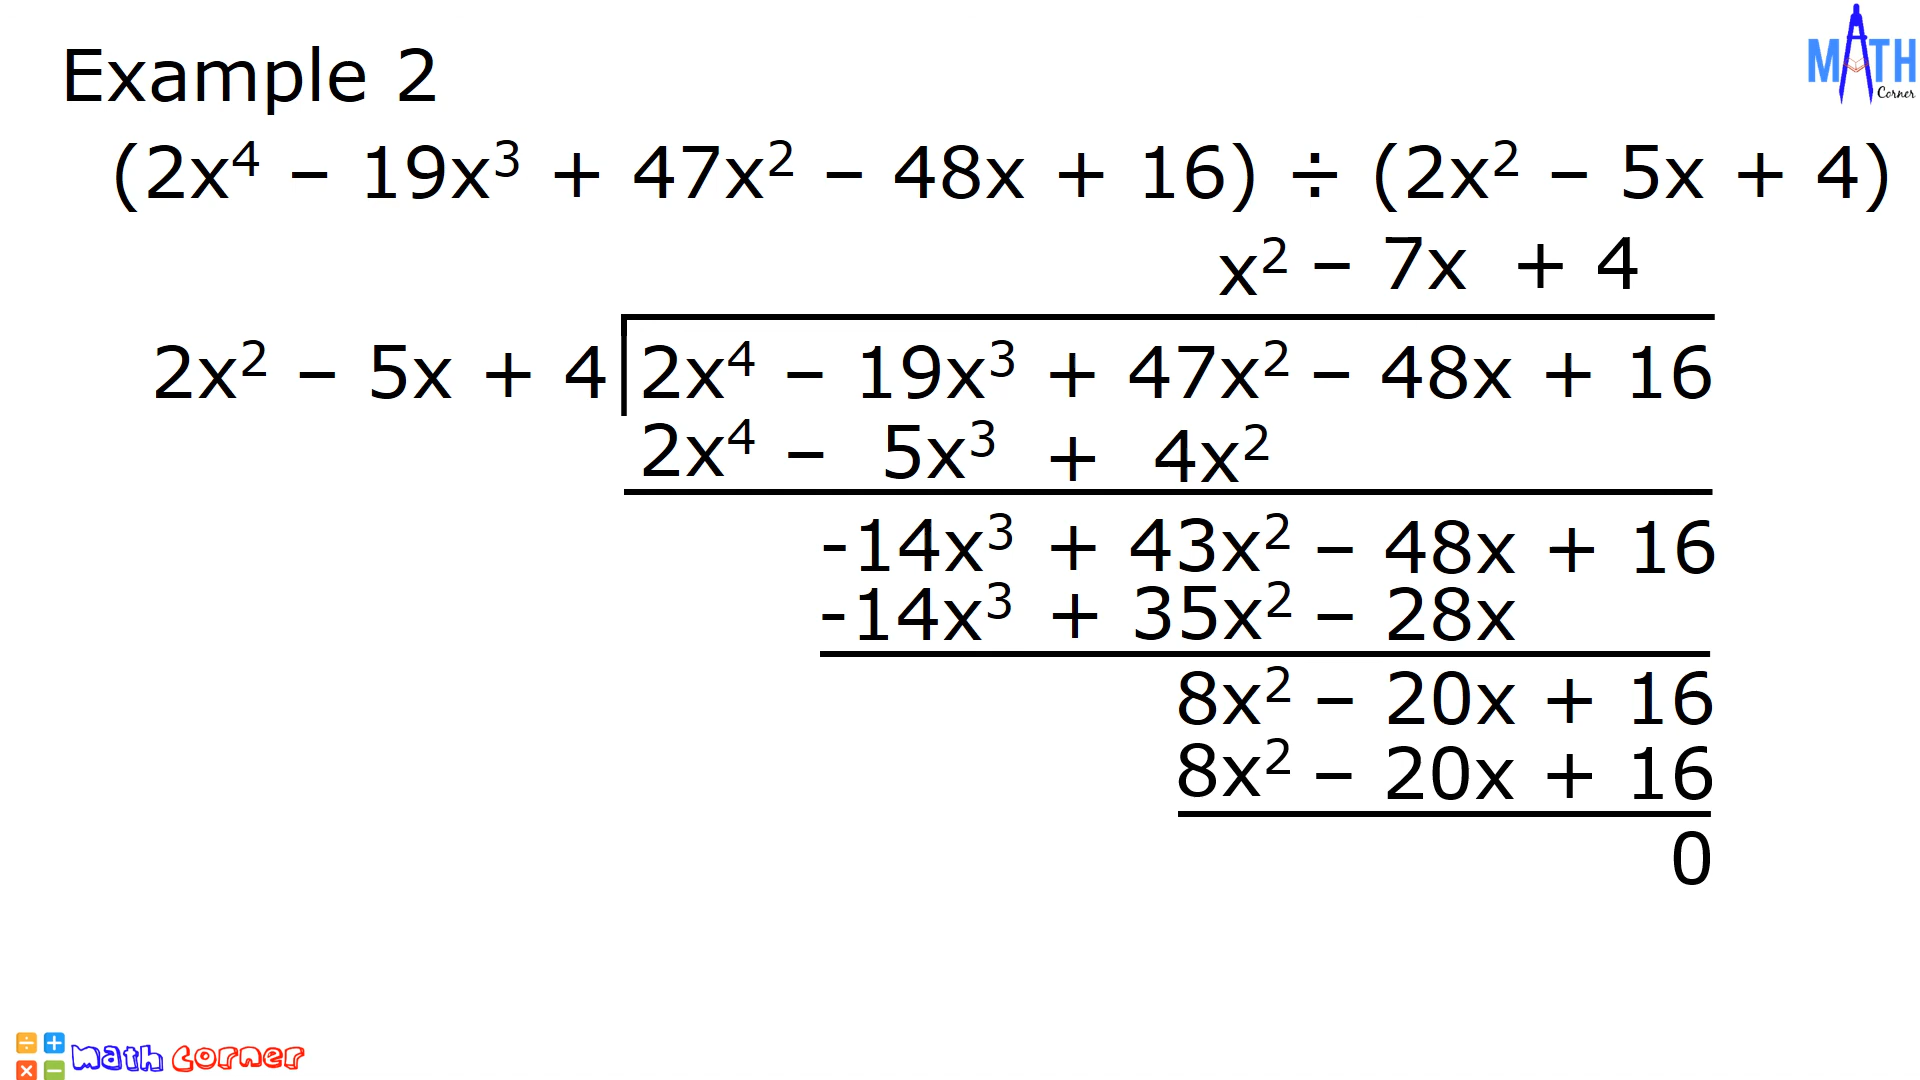 MATH
Corner
Example 2
(2x⁴ – 19x³ + 47x² – 48x + 16) ÷ (2x² – 5x + 4)
x² – 7x + 4
2x² – 5x + 4 2x⁴ – 19x³ + 47x² – 48x + 16
2x⁴ – 5x³ + 4x²
-14x³ + 43x² – 48x + 16
-14x³ + 35x² – 28x
8x² – 20x + 16
8x² – 20x + 16
0
÷ +
× –
math corner